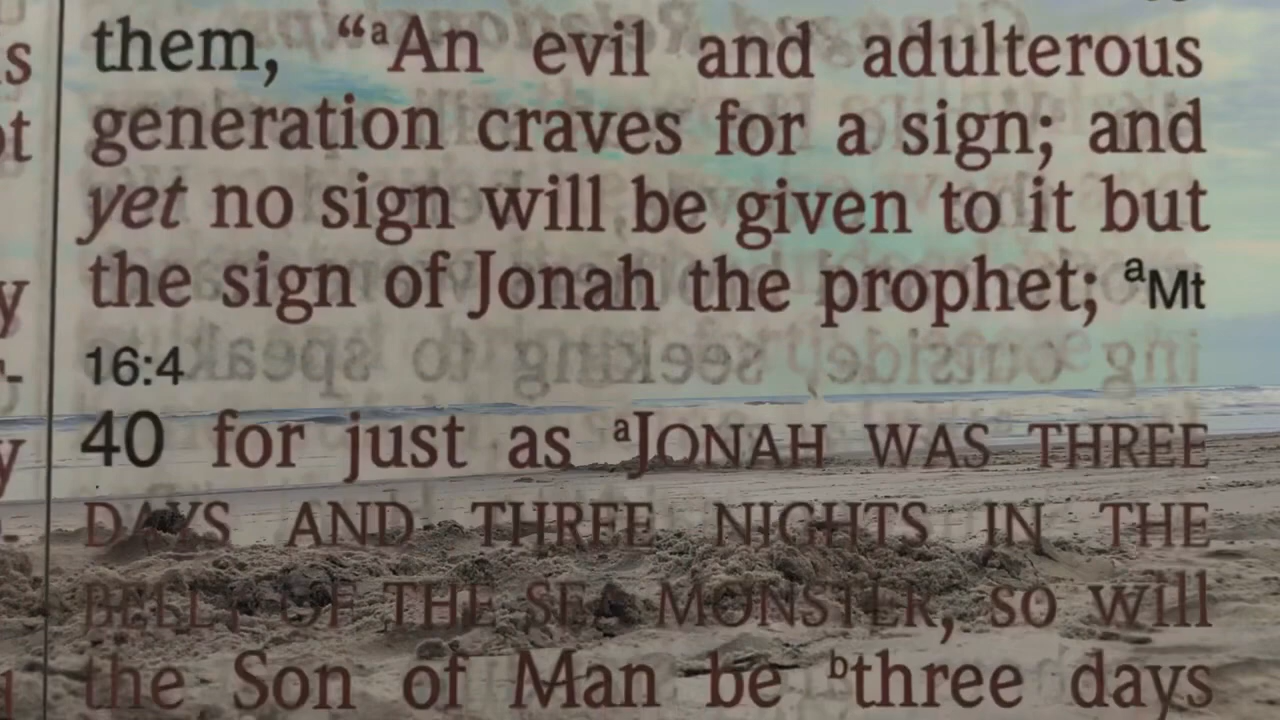 them, “ᵃAn evil and adulterous
generation craves for a sign; and
yet no sign will be given to it but
the sign of Jonah the prophet; ᵃMt
16:4
40 for just as ᵃJONAH WAS THREE
DAYS AND THREE NIGHTS IN THE
BELLY OF THE SEA MONSTER, so will
the Son of Man be ᵇthree days